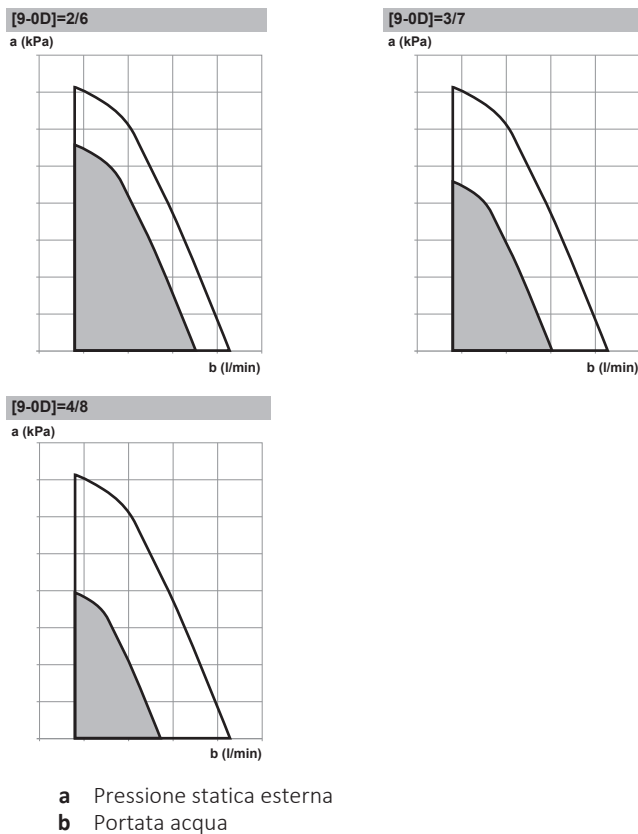 [9-0D]=2/6
a (kPa)
b (l/min)
[9-0D]=3/7
a (kPa)
b (l/min)
[9-0D]=4/8
a (kPa)
b (l/min)
a Pressione statica esterna
b Portata acqua